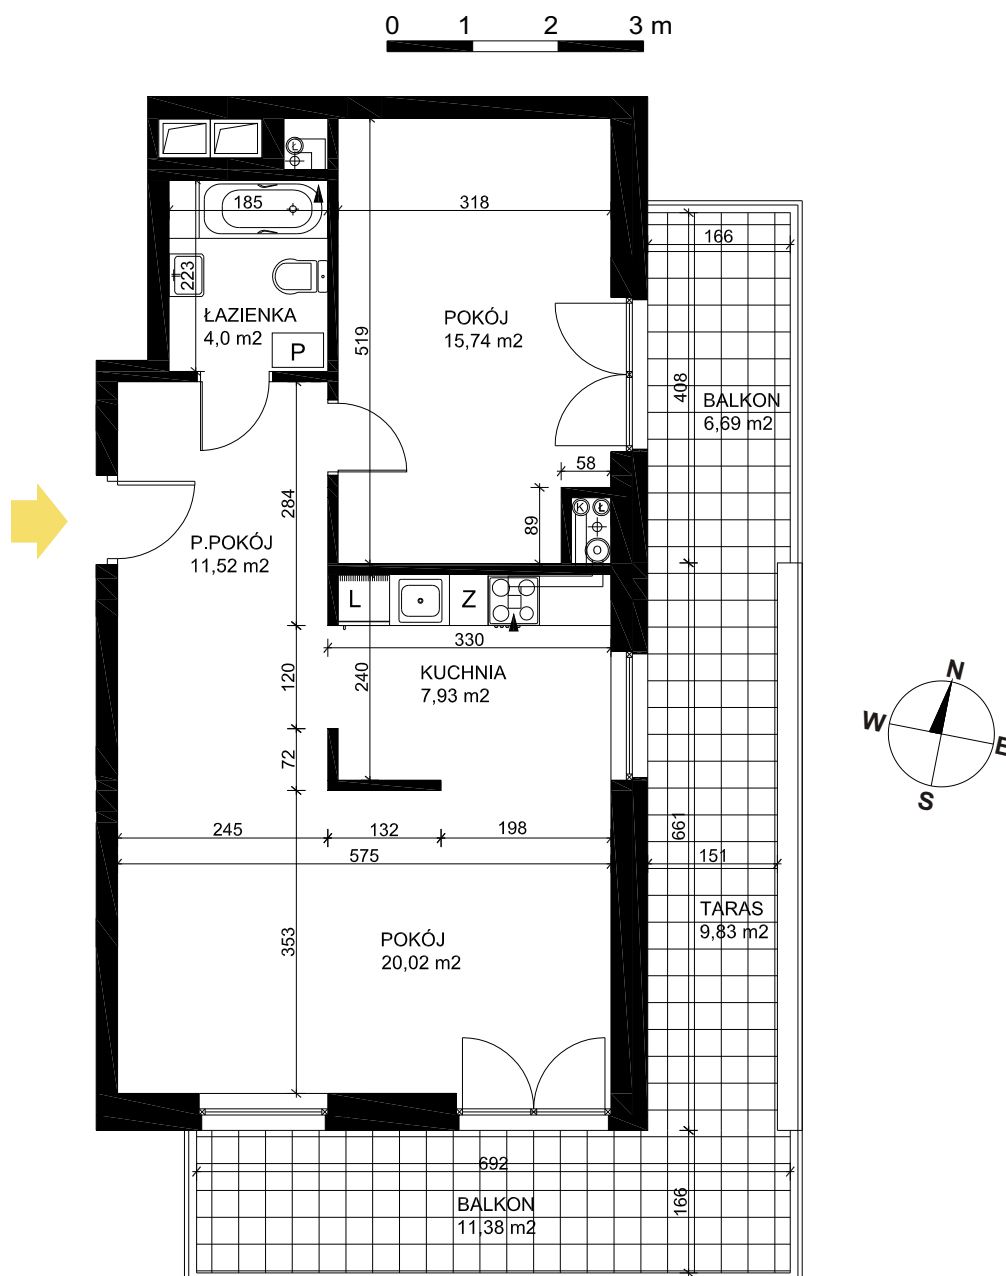 0 1 2 3 m
Ł
185
318
166
223
ŁAZIENKA
4,0 m2
P
519
POKÓJ
15,74 m2
408
BALKON
6,69 m2
58
89
K Ł
284
P.POKÓJ
11,52 m2
L
Z
330
120
240
KUCHNIA
7,93 m2
72
N
W
E
S
245
132
198
575
661
151
353
POKÓJ
20,02 m2
TARAS
9,83 m2
692
166
BALKON
11,38 m2